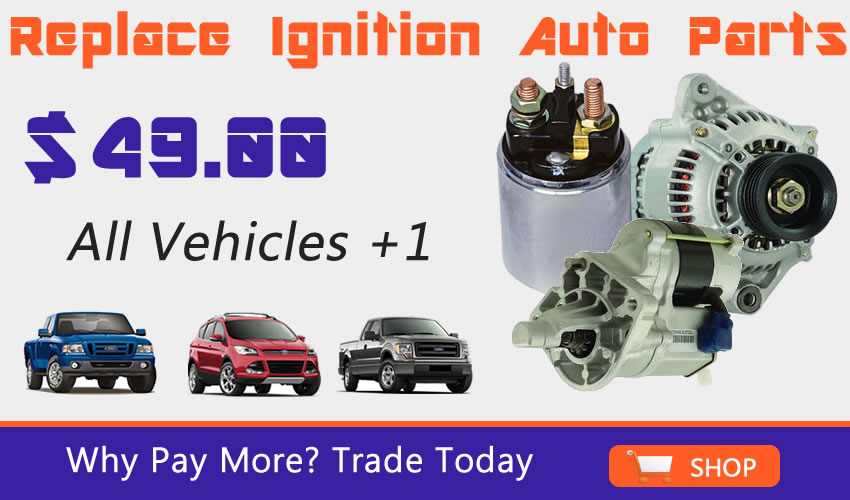 Replace Ignition Auto Parts
$49.00
All Vehicles +1
Why Pay More? Trade Today
SHOP